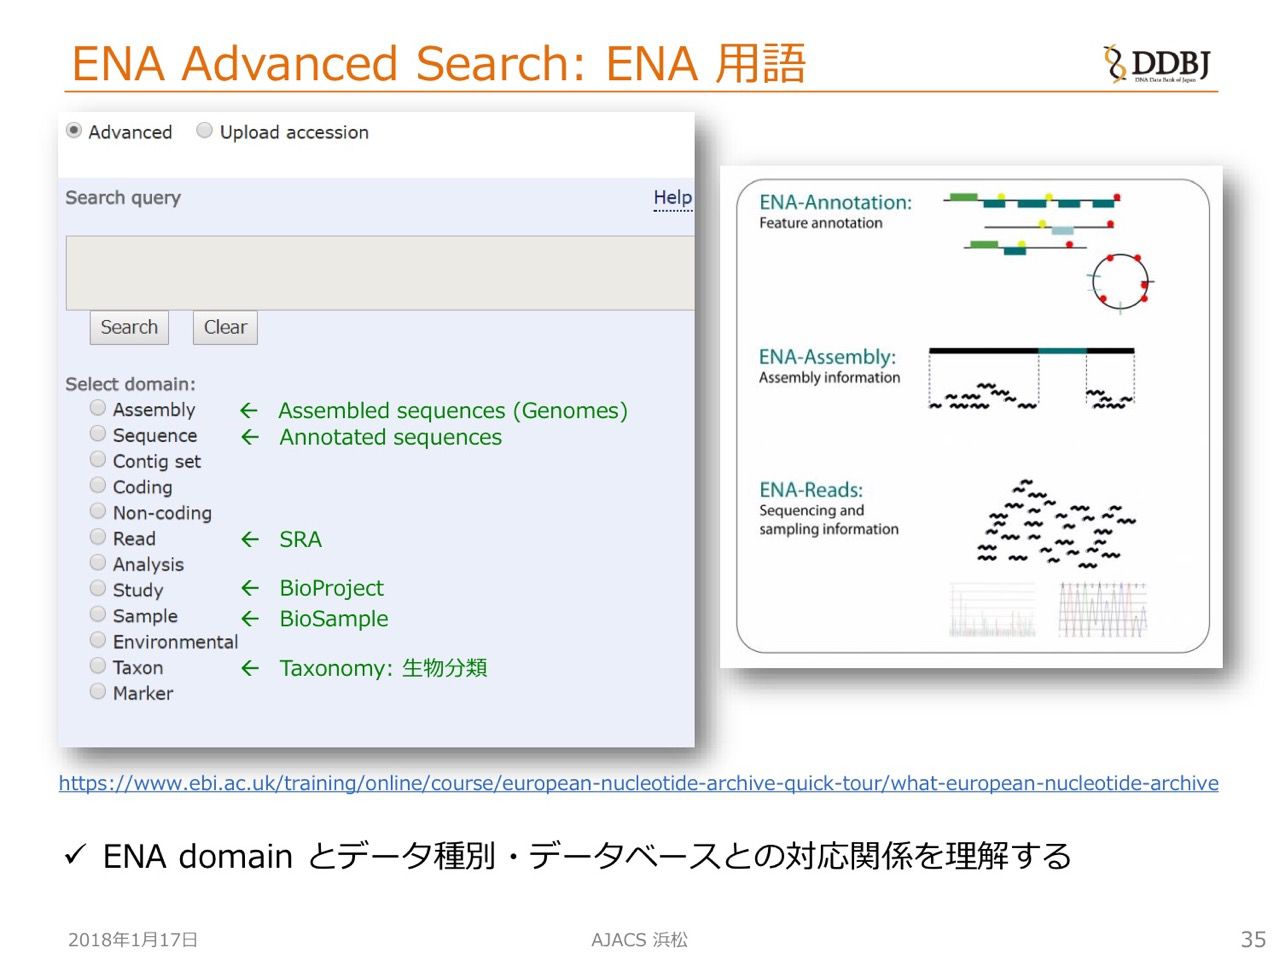 ENA Advanced Search: ENA 用語
DDBJ
DNA Data Bank of Japan
Advanced Upload accession
Search query Help
Search Clear
Select domain:
Assembly ← Assembled sequences (Genomes)
Sequence ← Annotated sequences
Contig set
Coding
Non-coding
Read ← SRA
Analysis
Study ← BioProject
Sample ← BioSample
Environmental
Taxon ← Taxonomy: 生物分類
Marker
ENA-Annotation:
Feature annotation
ENA-Assembly:
Assembly information
ENA-Reads:
Sequencing and
sampling information
https://www.ebi.ac.uk/training/online/course/european-nucleotide-archive-quick-tour/what-european-nucleotide-archive
✓ ENA domain とデータ種別・データベースとの対応関係を理解する
2018年1月17日 AJACS 浜松 35